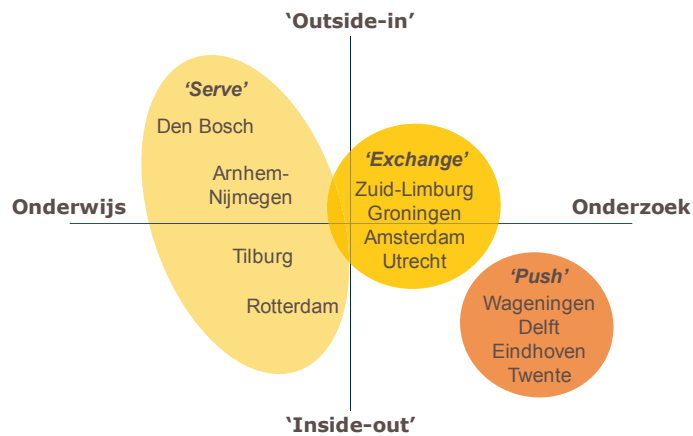 ‘Outside-in’
‘Serve’
Den Bosch
Arnhem-
Nijmegen
Tilburg
Rotterdam
‘Exchange’
Zuid-Limburg
Groningen
Amsterdam
Utrecht
Onderwijs
Onderzoek
‘Push’
Wageningen
Delft
Eindhoven
Twente
‘Inside-out’